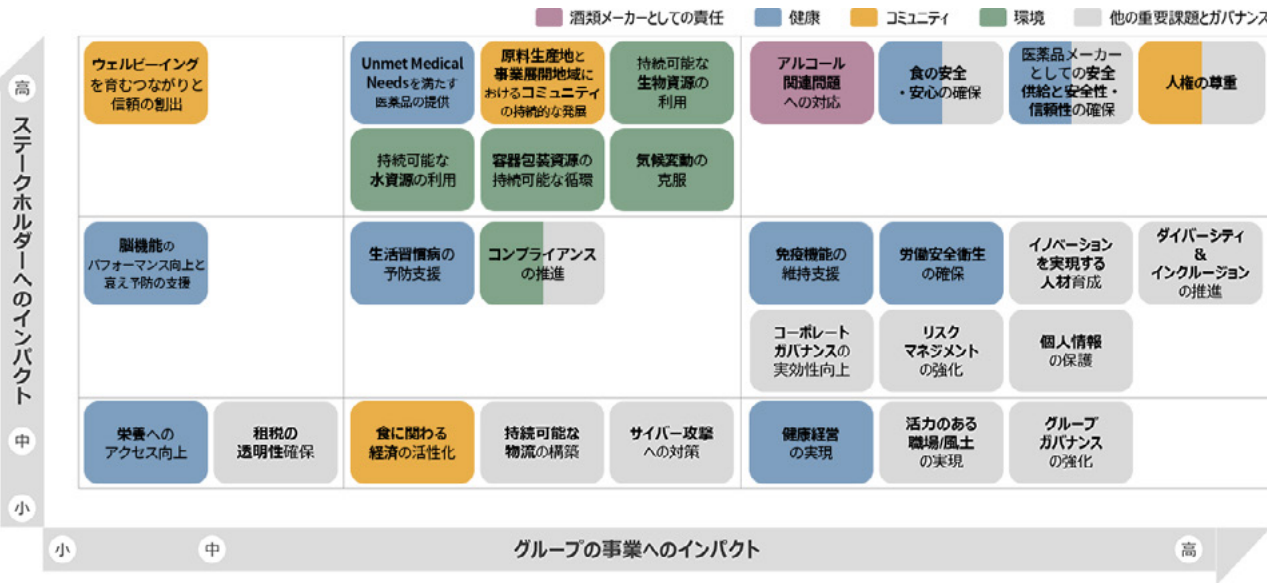 酒類メーカーとしての責任
健康
コミュニティ
環境
他の重要課題とガバナンス
高
ステークホルダーへのインパクト
中
小
ウェルビーイング
を育むつながりと
信頼の創出
Unmet Medical
Needsを満たす
医薬品の提供
原料生産地と
事業展開地域に
おけるコミュニティ
の持続的な発展
持続可能な
生物資源の
利用
アルコール
関連問題
への対応
食の安全
・安心の確保
医薬品メーカー
としての安全
供給と安全性・
信頼性の確保
人権の尊重
持続可能な
水資源の利用
容器包装資源の
持続可能な循環
気候変動の
克服
脳機能の
パフォーマンス向上と
衰え予防の支援
生活習慣病の
予防支援
コンプライアンス
の推進
免疫機能の
維持支援
労働安全衛生
の確保
イノベーション
を実現する
人材育成
ダイバーシティ
&
インクルージョン
の推進
コーポレート
ガバナンスの
実効性向上
リスク
マネジメント
の強化
個人情報
の保護
栄養への
アクセス向上
租税の
透明性確保
食に関わる
経済の活性化
持続可能な
物流の構築
サイバー攻撃
への対策
健康経営
の実現
活力のある
職場/風土
の実現
グループ
ガバナンス
の強化
小
中
グループの事業へのインパクト
高